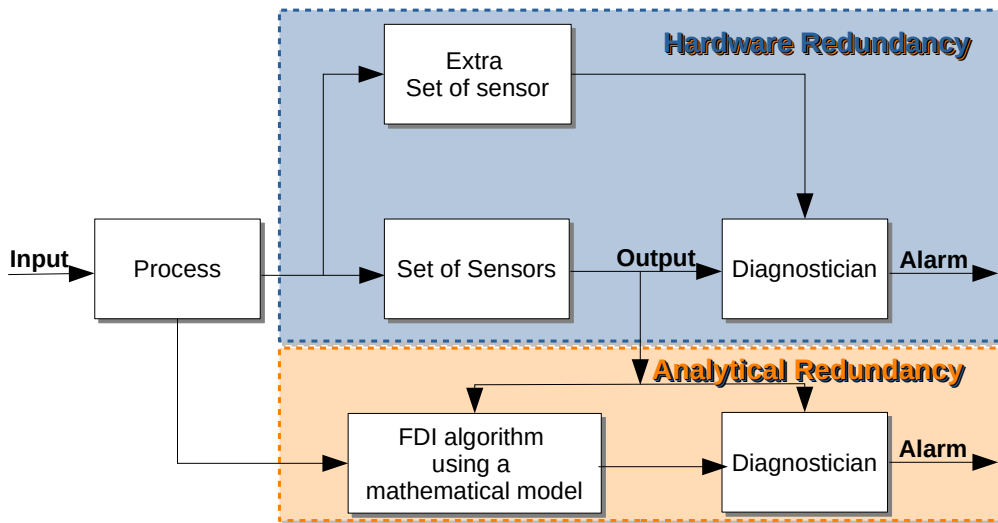 Hardware Redundancy
Extra
Set of sensor
Input
Process
Set of Sensors
Output
Diagnostician
Alarm
Analytical Redundancy
FDI algorithm
using a
mathematical model
Diagnostician
Alarm